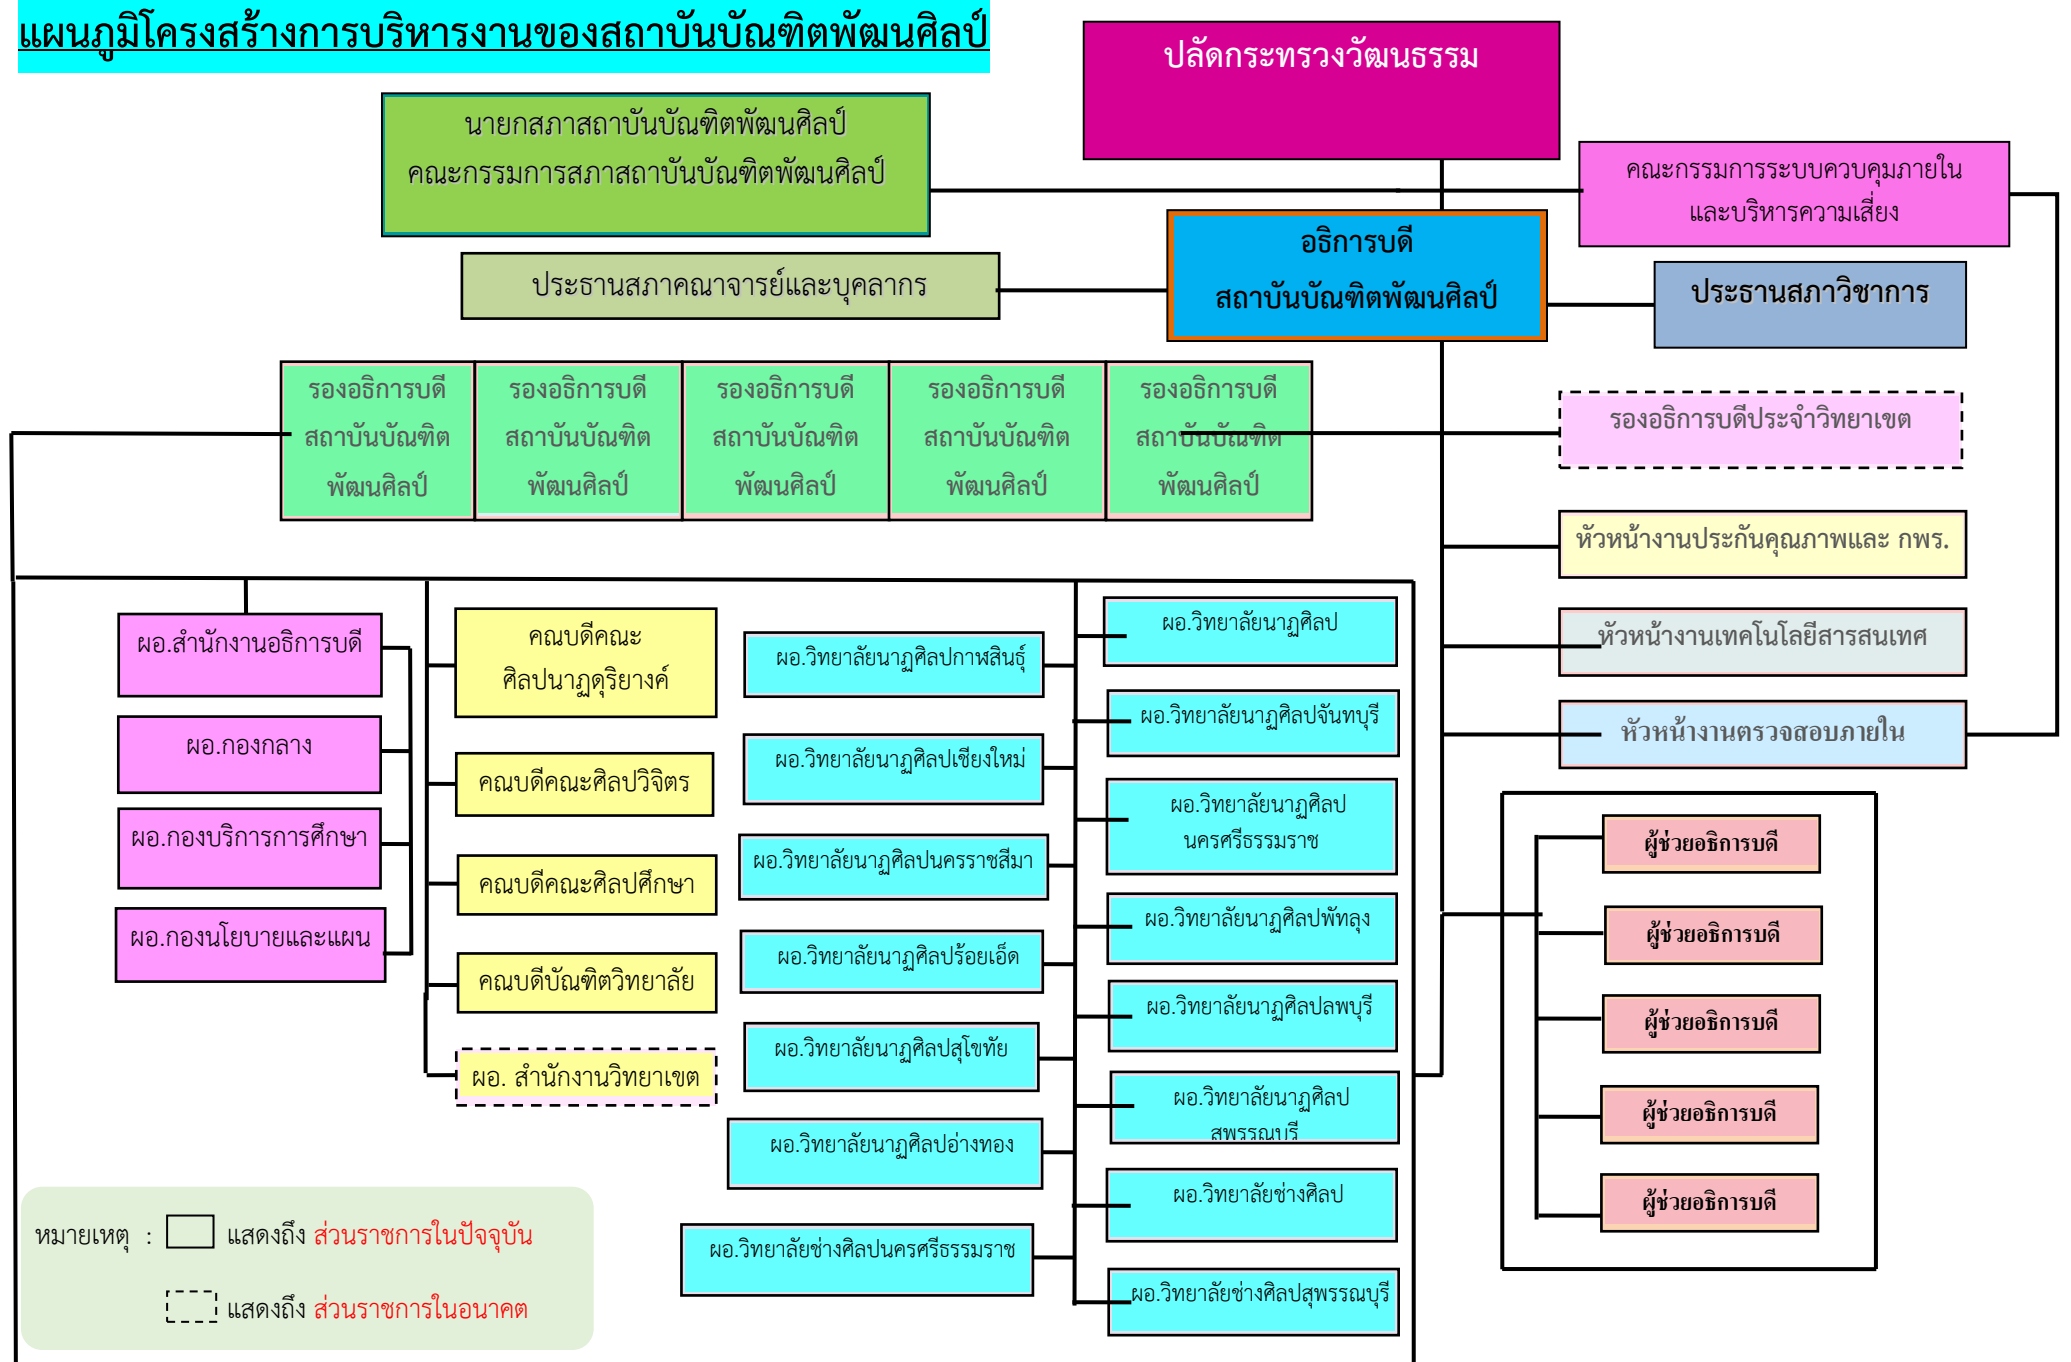 แผนภูมิโครงสร้างการบริหารงานของสถาบันบัณฑิตพัฒนศิลป์
ปลัดกระทรวงวัฒนธรรม
นายกสภาสถาบันบัณฑิตพัฒนศิลป์
คณะกรรมการสภาสถาบันบัณฑิตพัฒนศิลป์
คณะกรรมการระบบควบคุมภายใน
และบริหารความเสี่ยง
อธิการบดี
สถาบันบัณฑิตพัฒนศิลป์
ประธานสภาคณาจารย์และบุคลากร
ประธานสภาวิชาการ
รองอธิการบดี
สถาบันบัณฑิต
พัฒนศิลป์
รองอธิการบดี
สถาบันบัณฑิต
พัฒนศิลป์
รองอธิการบดี
สถาบันบัณฑิต
พัฒนศิลป์
รองอธิการบดี
สถาบันบัณฑิต
พัฒนศิลป์
รองอธิการบดี
สถาบันบัณฑิต
พัฒนศิลป์
รองอธิการบดีประจำวิทยาเขต
หัวหน้างานประกันคุณภาพและ กพร.
หัวหน้างานเทคโนโลยีสารสนเทศ
หัวหน้างานตรวจสอบภายใน
ผอ.สำนักงานอธิการบดี
ผอ.กองกลาง
ผอ.กองบริการการศึกษา
ผอ.กองนโยบายและแผน
คณบดีคณะ
ศิลปนาฏดุริยางค์
คณบดีคณะศิลปวิจิตร
คณบดีคณะศิลปศึกษา
คณบดีบัณฑิตวิทยาลัย
ผอ. สำนักงานวิทยาเขต
ผอ.วิทยาลัยนาฏศิลปกาฬสินธุ์
ผอ.วิทยาลัยนาฏศิลปเชียงใหม่
ผอ.วิทยาลัยนาฏศิลปนครราชสีมา
ผอ.วิทยาลัยนาฏศิลปร้อยเอ็ด
ผอ.วิทยาลัยนาฏศิลปสุโขทัย
ผอ.วิทยาลัยนาฏศิลปอ่างทอง
ผอ.วิทยาลัยช่างศิลปนครศรีธรรมราช
ผอ.วิทยาลัยนาฏศิลป
ผอ.วิทยาลัยนาฏศิลปจันทบุรี
ผอ.วิทยาลัยนาฏศิลป
นครศรีธรรมราช
ผอ.วิทยาลัยนาฏศิลปพัทลุง
ผอ.วิทยาลัยนาฏศิลปลพบุรี
ผอ.วิทยาลัยนาฏศิลป
สุพรรณบุรี
ผอ.วิทยาลัยช่างศิลป
ผอ.วิทยาลัยช่างศิลปสุพรรณบุรี
ผู้ช่วยอธิการบดี
ผู้ช่วยอธิการบดี
ผู้ช่วยอธิการบดี
ผู้ช่วยอธิการบดี
ผู้ช่วยอธิการบดี
หมายเหตุ : แสดงถึง ส่วนราชการในปัจจุบัน
แสดงถึง ส่วนราชการในอนาคต